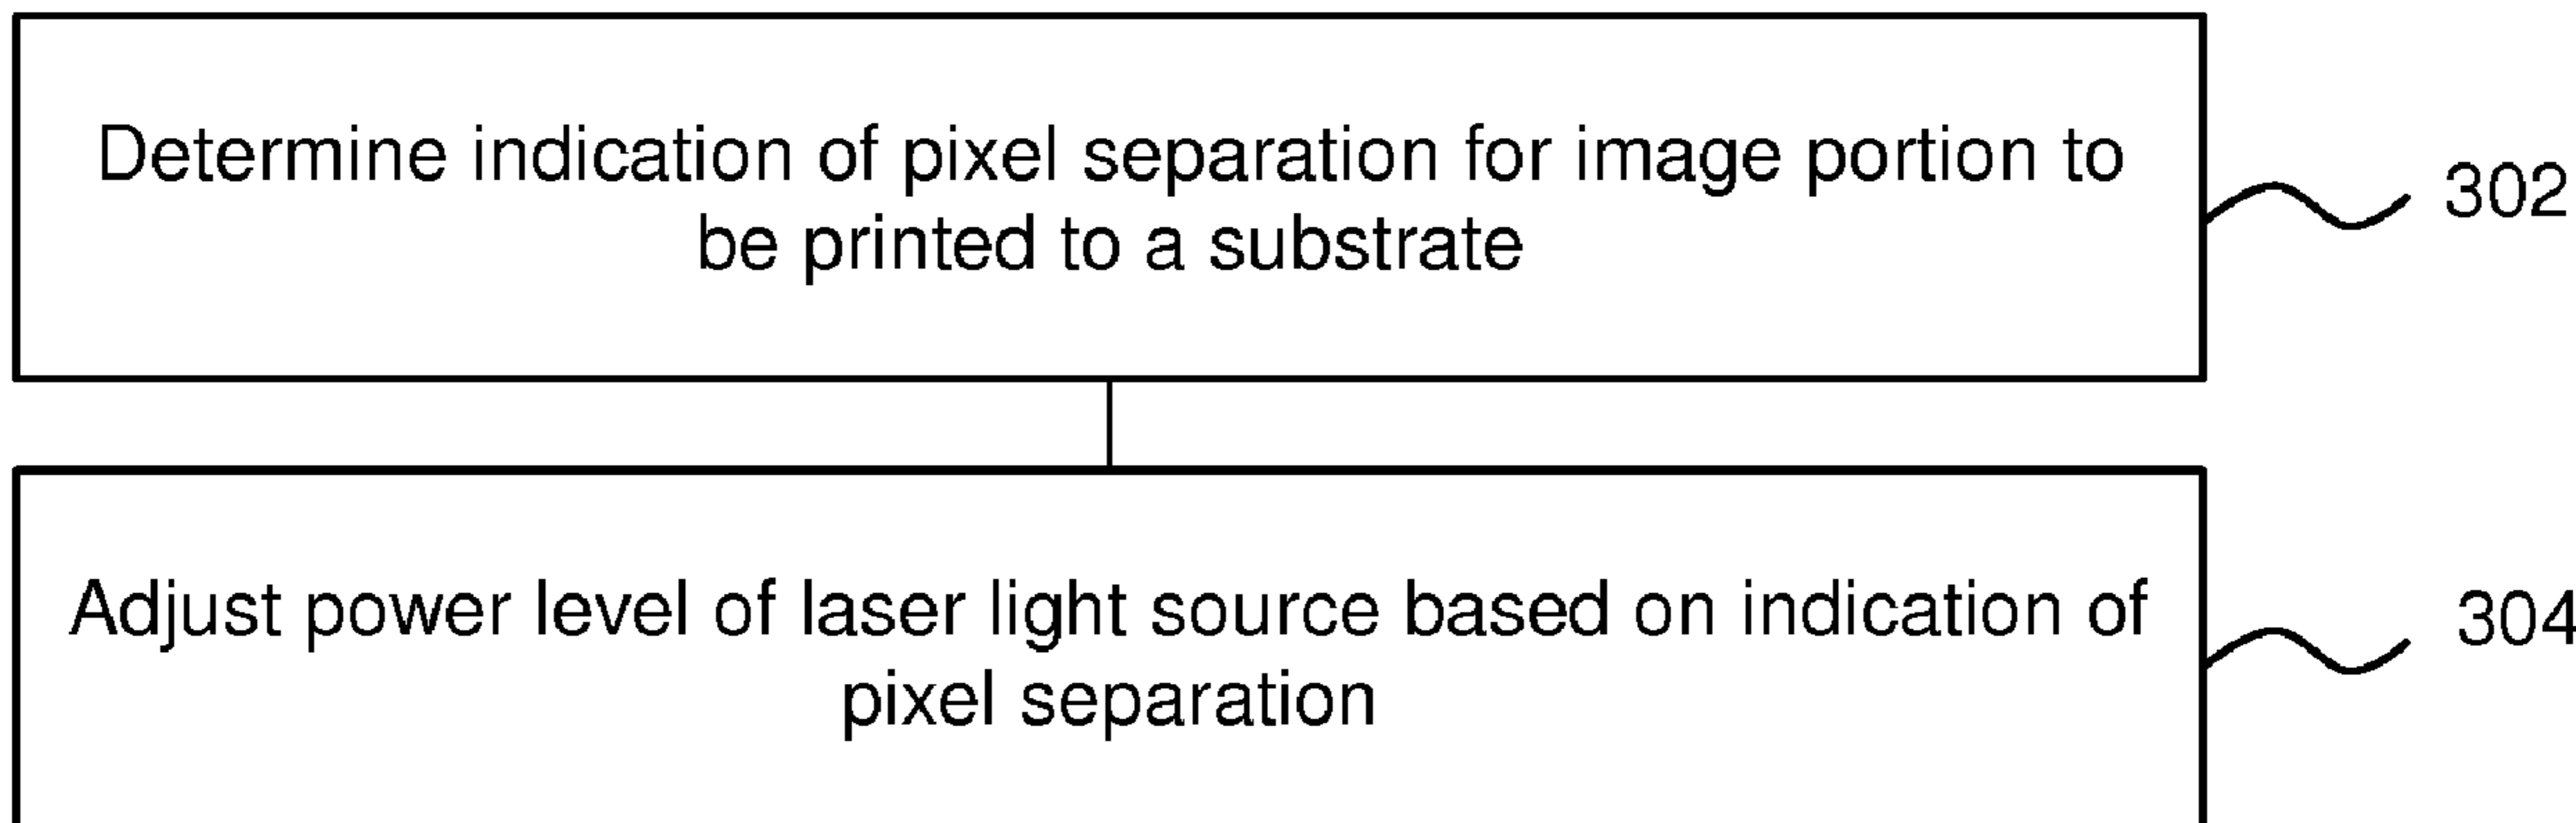 Determine indication of pixel separation for image portion to
be printed to a substrate
302
Adjust power level of laser light source based on indication of
pixel separation
304